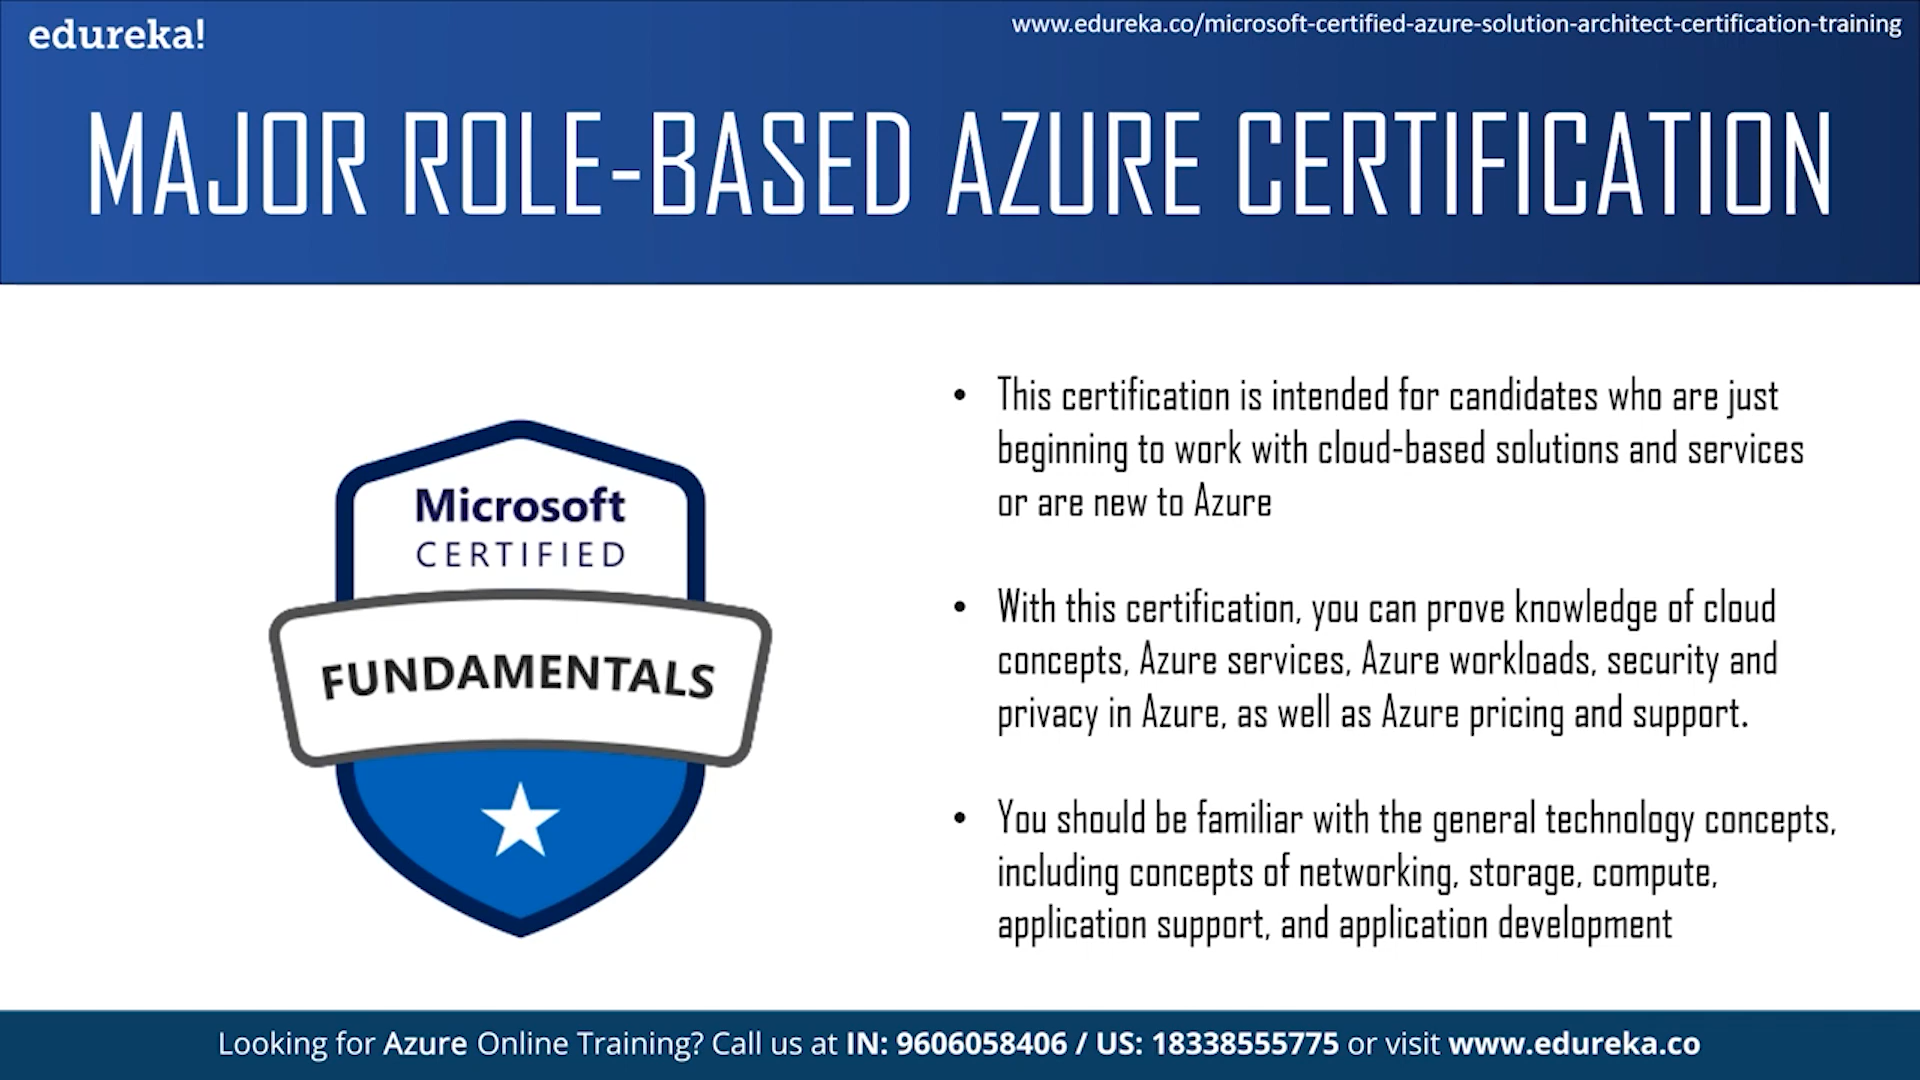 edureka!
www.edureka.co/microsoft-certified-azure-solution-architect-certification-training
MAJOR ROLE-BASED AZURE CERTIFICATION
Microsoft
CERTIFIED
FUNDAMENTALS
• This certification is intended for candidates who are just
beginning to work with cloud-based solutions and services
or are new to Azure
• With this certification, you can prove knowledge of cloud
concepts, Azure services, Azure workloads, security and
privacy in Azure, as well as Azure pricing and support.
• You should be familiar with the general technology concepts,
including concepts of networking, storage, compute,
application support, and application development
Looking for Azure Online Training? Call us at IN: 9606058406 / US: 18338555775 or visit www.edureka.co